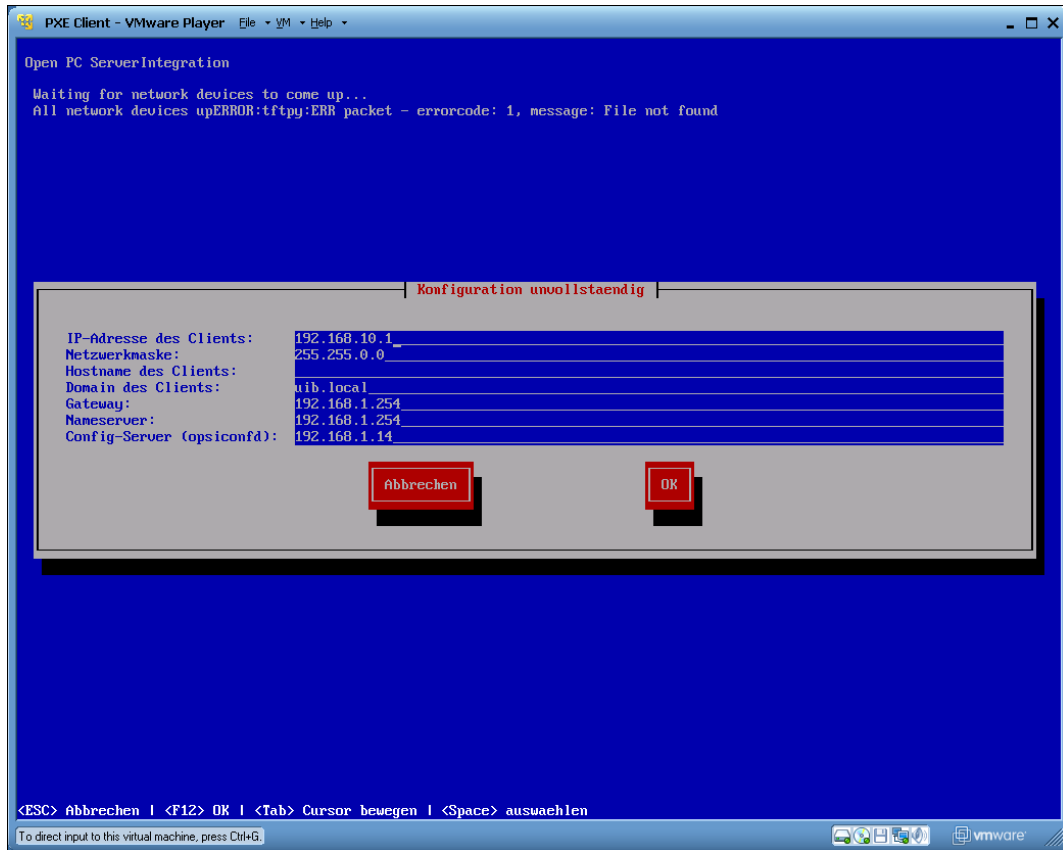 PXE Client - VMware Player File VM Help
Open PC ServerIntegration
Waiting for network devices to come up...
All network devices upERROR:tftpy:ERR packet - errorcode: 1, message: File not found
Konfiguration unvollstaendig
IP-Adresse des Clients: 192.168.10.1
Netzwerkmaske: 255.255.0.0
Hostname des Clients:
Domain des Clients: uib.local
Gateway: 192.168.1.254
Nameserver: 192.168.1.254
Config-Server (opsiconfd): 192.168.1.14
Abbrechen OK
<ESC> Abbrechen | <F12> OK | <Tab> Cursor bewegen | <Space> auswaehlen
To direct input to this virtual machine, press Ctrl+G. vmware